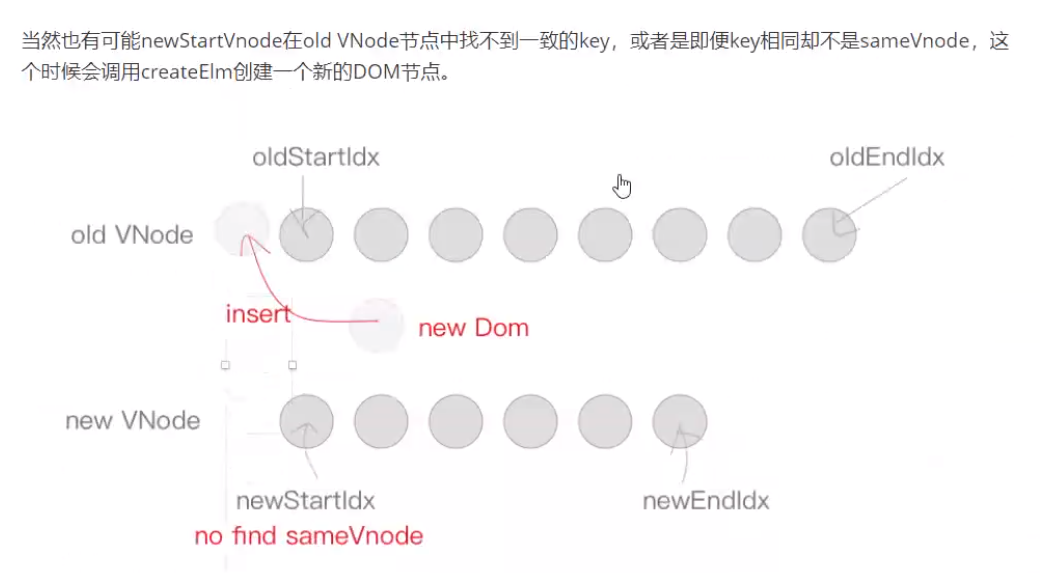 当然也有可能newStartVnode在old VNode节点中找不到一致的key，或者是即便key相同却不是sameVnode，这
个时候会调用createElm创建一个新的DOM节点。
oldStartIdx
oldEndIdx
old VNode
insert
new Dom
new VNode
newStartIdx
newEndIdx
no find sameVnode